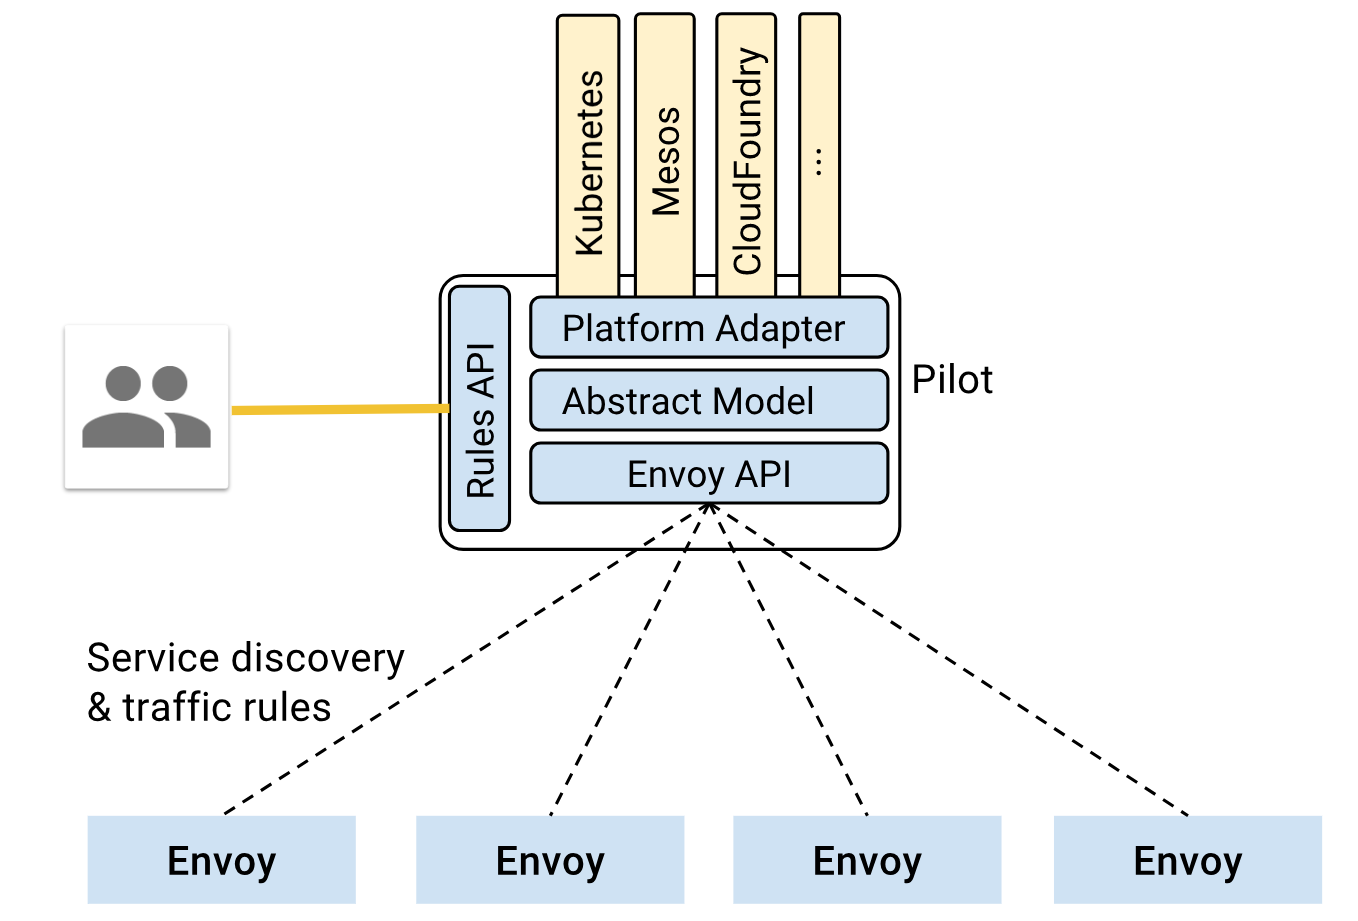 Kubernetes
Mesos
CloudFoundry
...
Rules API
Platform Adapter
Abstract Model
Envoy API
Pilot
Service discovery
& traffic rules
Envoy
Envoy
Envoy
Envoy